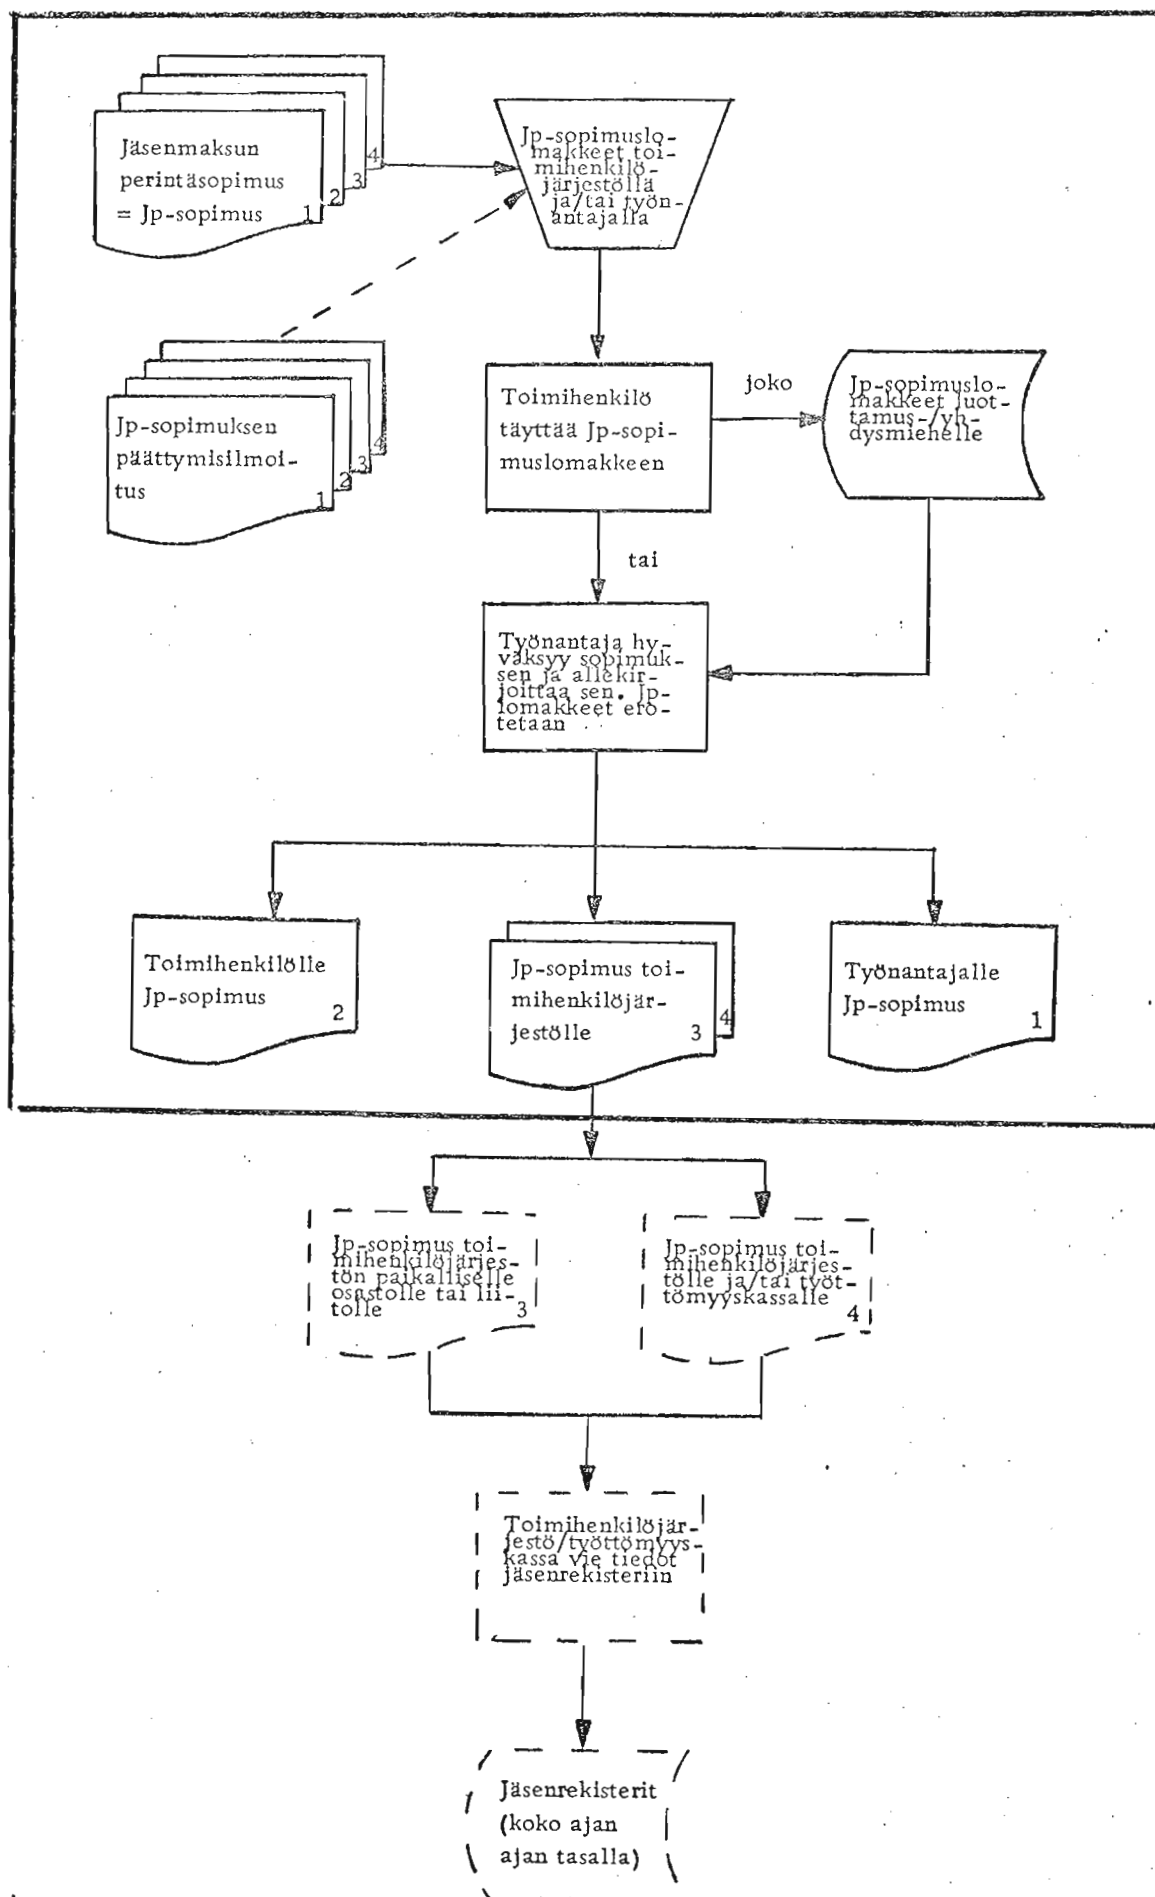 Jäsenmaksun
perintäsopimus
= Jp-sopimus
1
2
3
4
Jp-sopimuslo-
makkeet toi-
mihenkilö-
järjestöllä
ja/tai työn-
antajalla
Jp-sopimuksen
päättymisilmoi-
tus
1
2
3
4
Toimihenkilö
täyttää Jp-sopi-
muslomakkeen
joko
Jp-sopimuslo-
makkeet luot-
tamus-/yh-
dysmiehelle
tai
Työnantaja hy-
väksyy sopimuk-
sen ja allekir-
joittaa sen. Jp-
lomakkeet ero-
tetaan
Toimihenkilölle
Jp-sopimus
2
Jp-sopimus toi-
mihenkilöjär-
jestölle
3
4
Työnantajalle
Jp-sopimus
1
Jp-sopimus toi-
mihenkilöjärjes-
tön paikalliselle
osastolle tai lii-
tolle
3
Jp-sopimus toi-
mihenkilöjärjes-
tölle ja/tai työt-
tömyyskassalle
4
Toimihenkilöjär-
jestö/työttömyys-
kassa vie tiedot
jäsenrekisteriin
Jäsenrekisterit
(koko ajan
ajan tasalla)